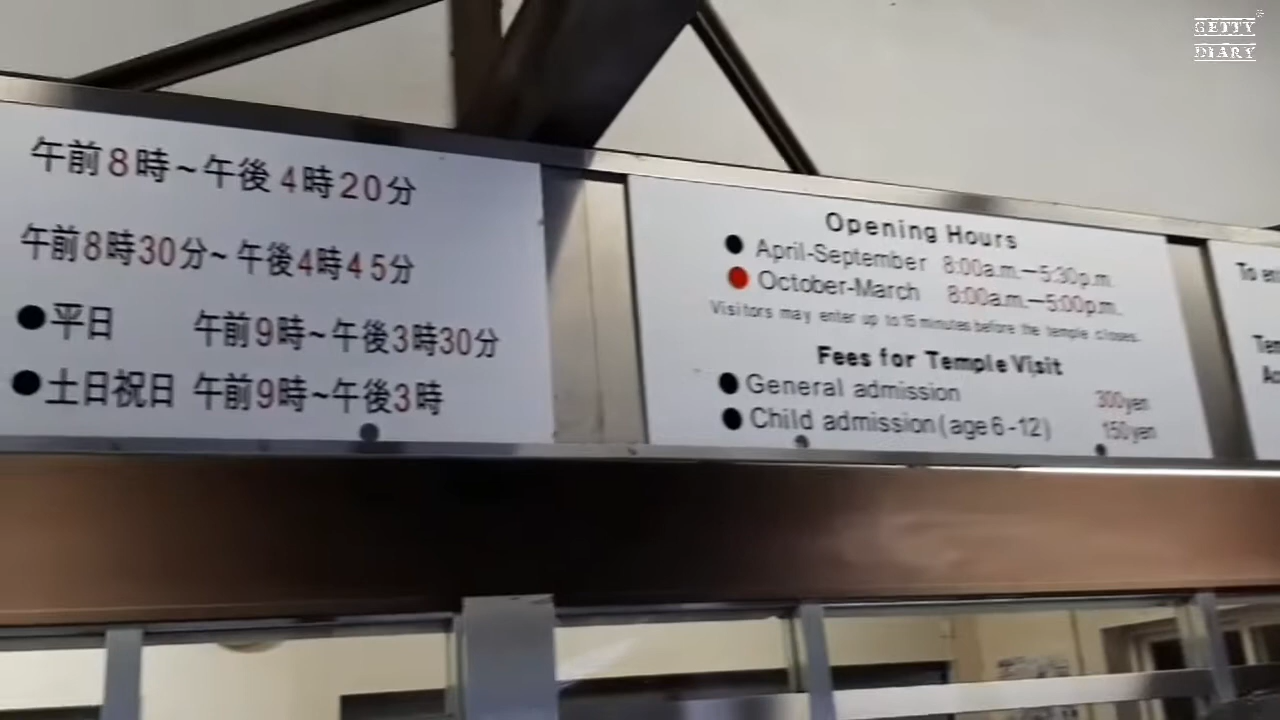 GETTY
DIARY
午前8時~午後4時20分
午前8時30分~午後4時45分
●平日 午前9時~午後3時30分
●土日祝日 午前9時~午後3時
Opening Hours
● April-September 8:00a.m.—5:30p.m.
● October-March 8:00a.m.—5:00p.m.
Visitors may enter up to 15 minutes before the temple closes.
Fees for Temple Visit
● General admission 300yen
● Child admission(age 6-12) 150yen
To